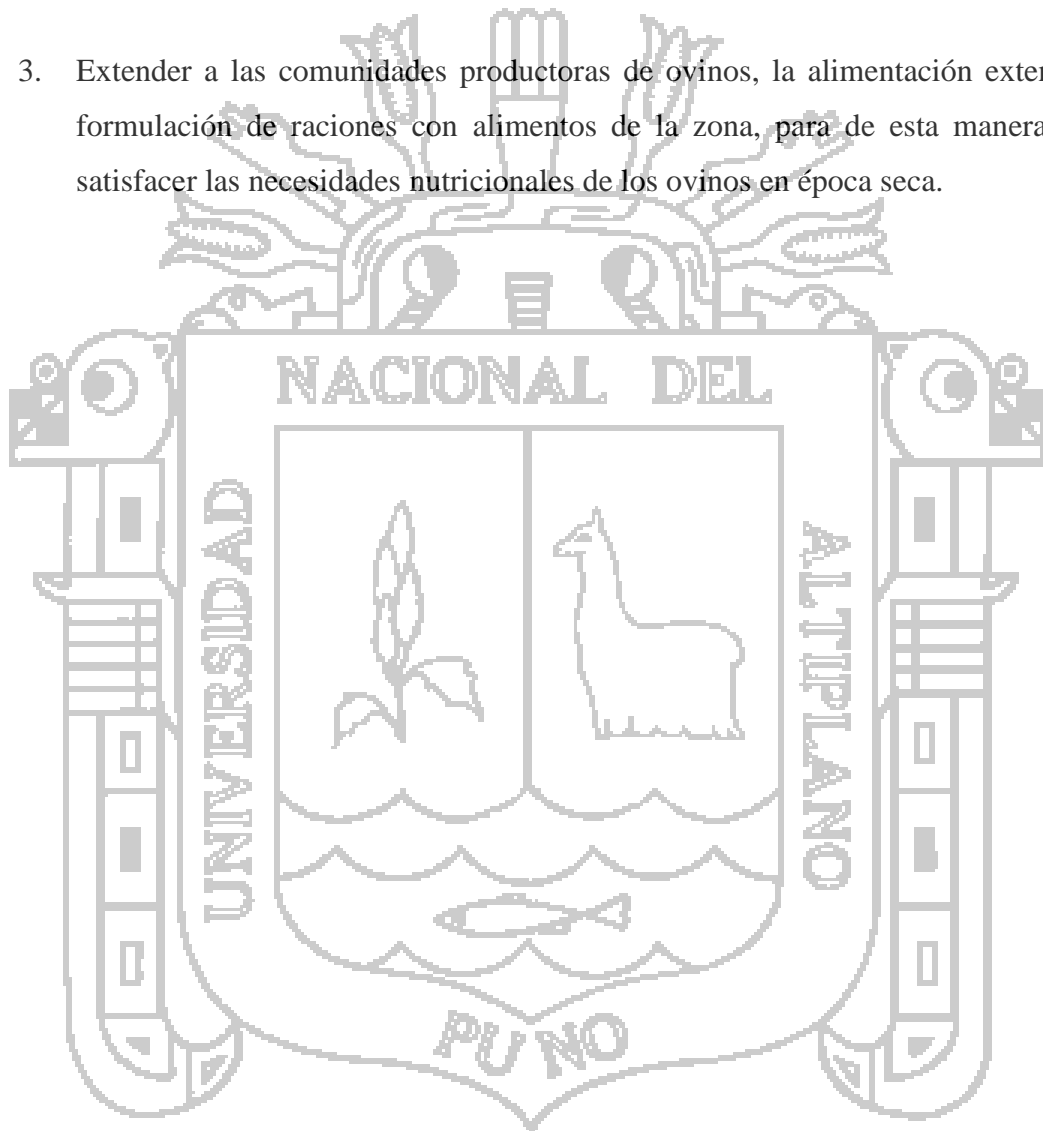 3. Extender a las comunidades productoras de ovinos, la alimentación exter
formulación de raciones con alimentos de la zona, para de esta manera
satisfacer las necesidades nutricionales de los ovinos en época seca.
NACIONAL DEL
UNIVERSIDAD
ALTIPLANO
PUNO